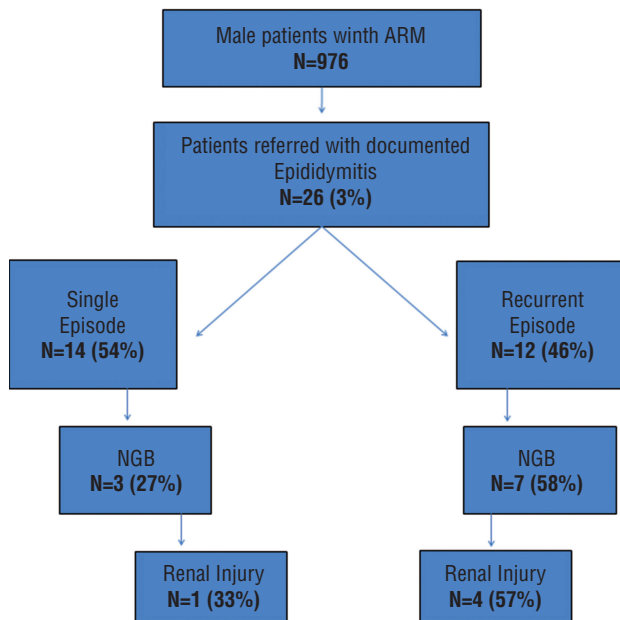 Male patients winth ARM
N=976
Patients referred with documented
Epididymitis
N=26 (3%)
Single
Episode
N=14 (54%)
Recurrent
Episode
N=12 (46%)
NGB
N=3 (27%)
NGB
N=7 (58%)
Renal Injury
N=1 (33%)
Renal Injury
N=4 (57%)